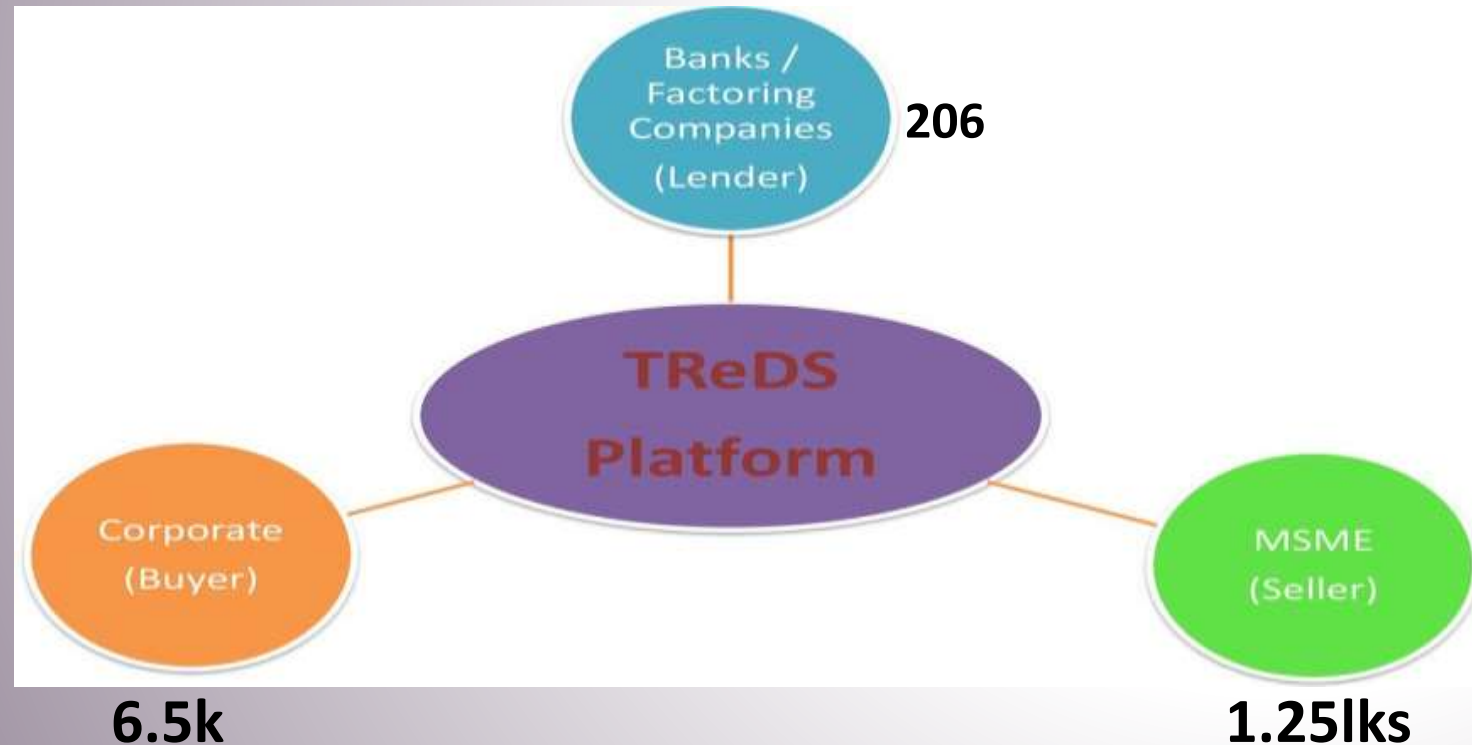 Banks /
Factoring
Companies
(Lender)
206
TReDS
Platform
Corporate
(Buyer)
MSME
(Seller)
6.5k
1.25lks